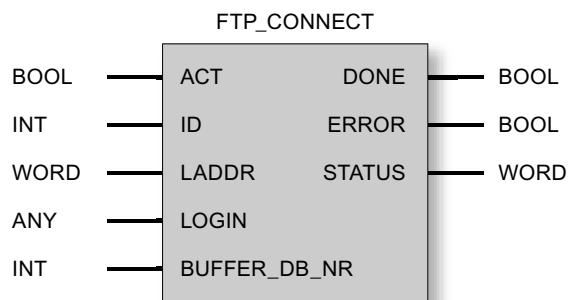 FTP_CONNECT
BOOL ACT DONE BOOL
INT ID ERROR BOOL
WORD LADDR STATUS WORD
ANY LOGIN
INT BUFFER_DB_NR